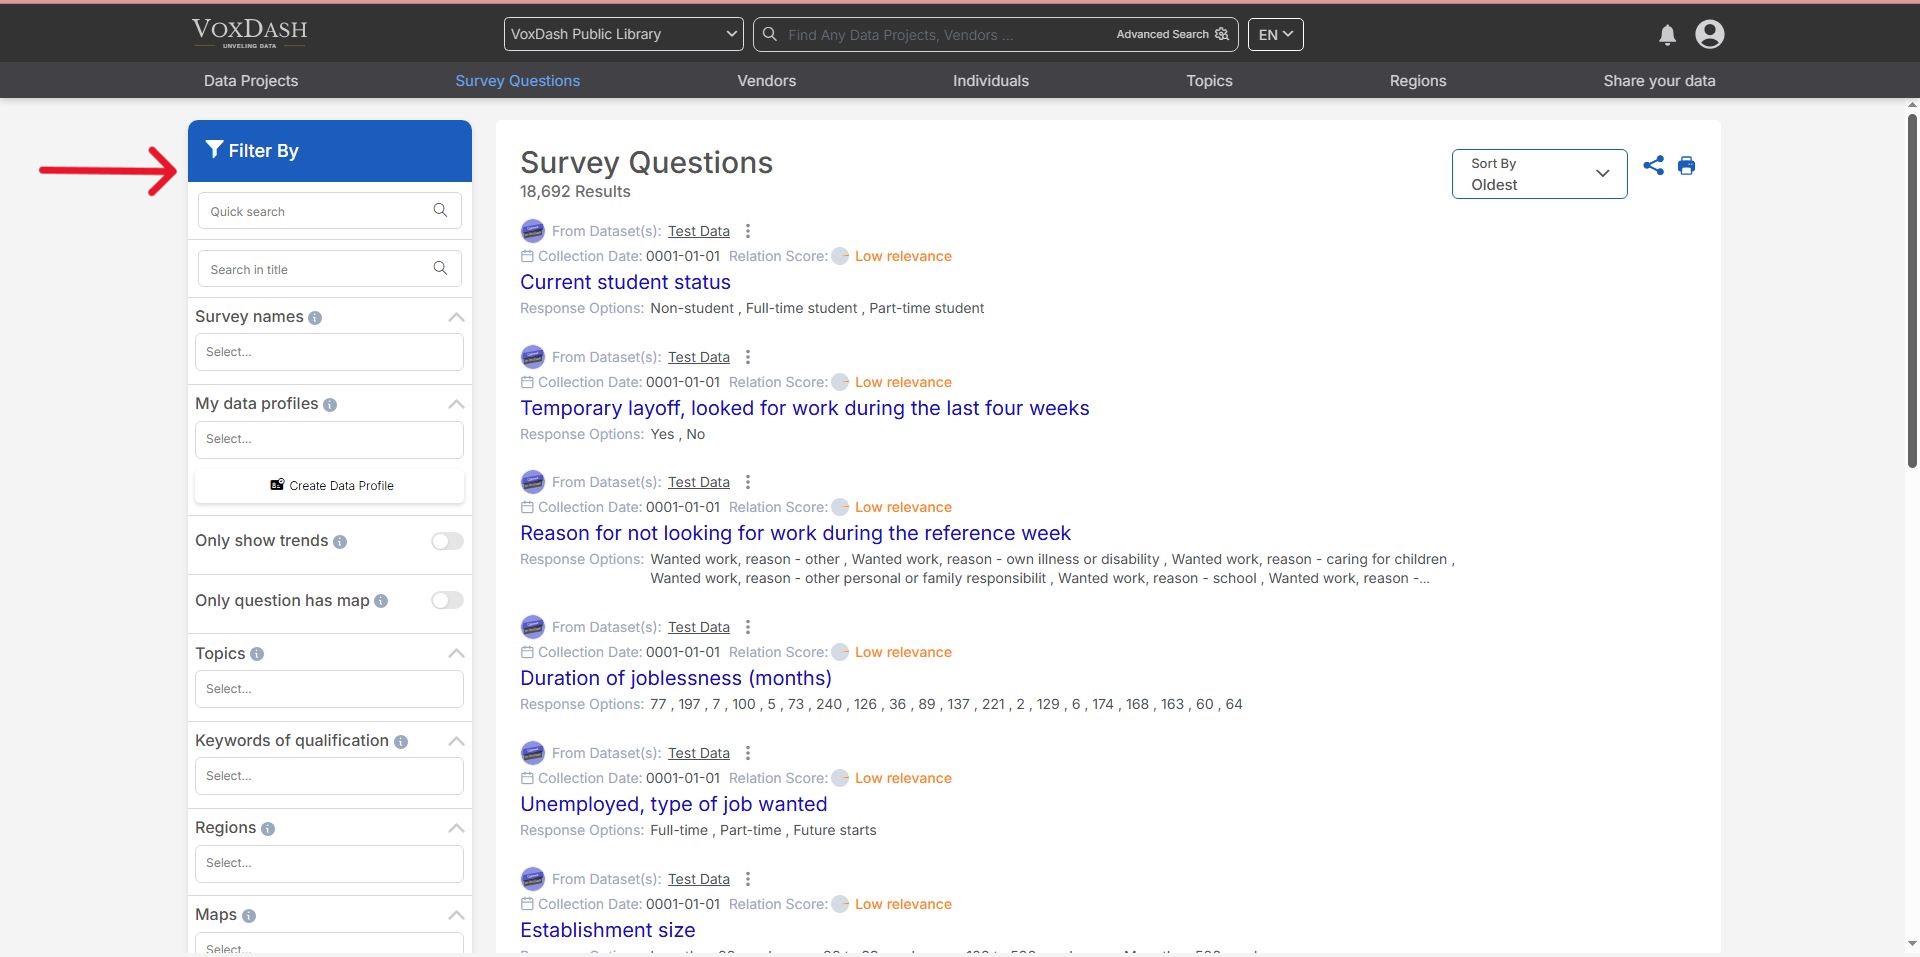 VOXDASH
UNVEILING DATA
VoxDash Public Library
Find Any Data Projects, Vendors ...
Advanced Search
EN
Data Projects
Survey Questions
Vendors
Individuals
Topics
Regions
Share your data
Filter By
Quick search
Search in title
Survey names
Select...
My data profiles
Select...
Create Data Profile
Only show trends
Only question has map
Topics
Select...
Keywords of qualification
Select...
Regions
Select...
Maps
Select...
Survey Questions
18,692 Results
Sort By
Oldest
From Dataset(s): Test Data
Collection Date: 0001-01-01 Relation Score: Low relevance
Current student status
Response Options: Non-student , Full-time student , Part-time student
From Dataset(s): Test Data
Collection Date: 0001-01-01 Relation Score: Low relevance
Temporary layoff, looked for work during the last four weeks
Response Options: Yes , No
From Dataset(s): Test Data
Collection Date: 0001-01-01 Relation Score: Low relevance
Reason for not looking for work during the reference week
Response Options: Wanted work, reason - other , Wanted work, reason - own illness or disability , Wanted work, reason - caring for children ,
Wanted work, reason - other personal or family responsibilit , Wanted work, reason - school , Wanted work, reason -...
From Dataset(s): Test Data
Collection Date: 0001-01-01 Relation Score: Low relevance
Duration of joblessness (months)
Response Options: 77 , 197 , 7 , 100 , 5 , 73 , 240 , 126 , 36 , 89 , 137 , 221 , 2 , 129 , 6 , 174 , 168 , 163 , 60 , 64
From Dataset(s): Test Data
Collection Date: 0001-01-01 Relation Score: Low relevance
Unemployed, type of job wanted
Response Options: Full-time , Part-time , Future starts
From Dataset(s): Test Data
Collection Date: 0001-01-01 Relation Score: Low relevance
Establishment size